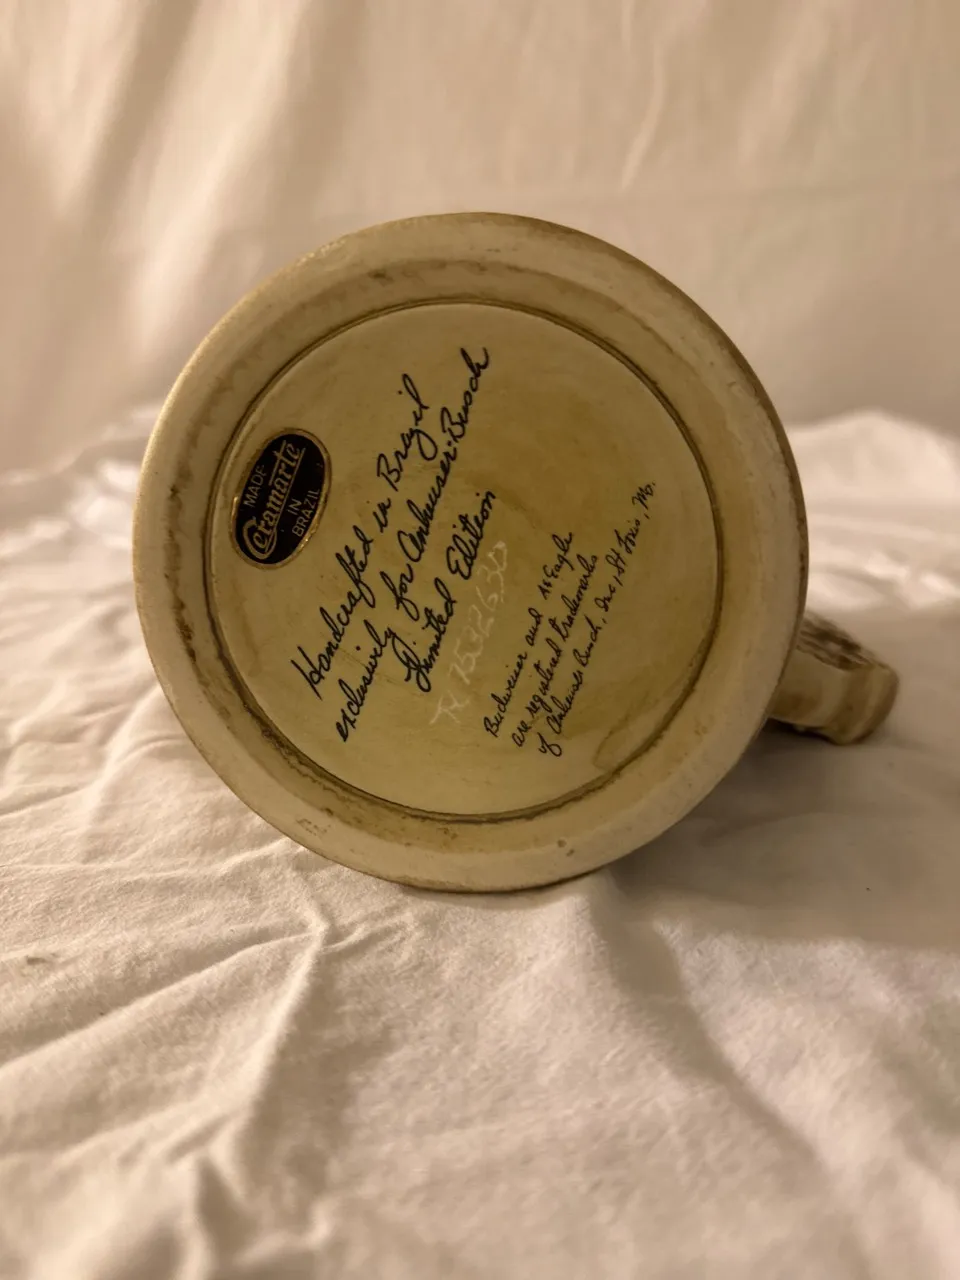 MADE
Ceramarte
IN
BRAZIL
Handcrafted in Brazil
exclusively for Anheuser-Busch
Limited Edition
Budweiser and A&Eagle
are registered trademarks
of Anheuser Busch, Inc, St Louis, Mo.